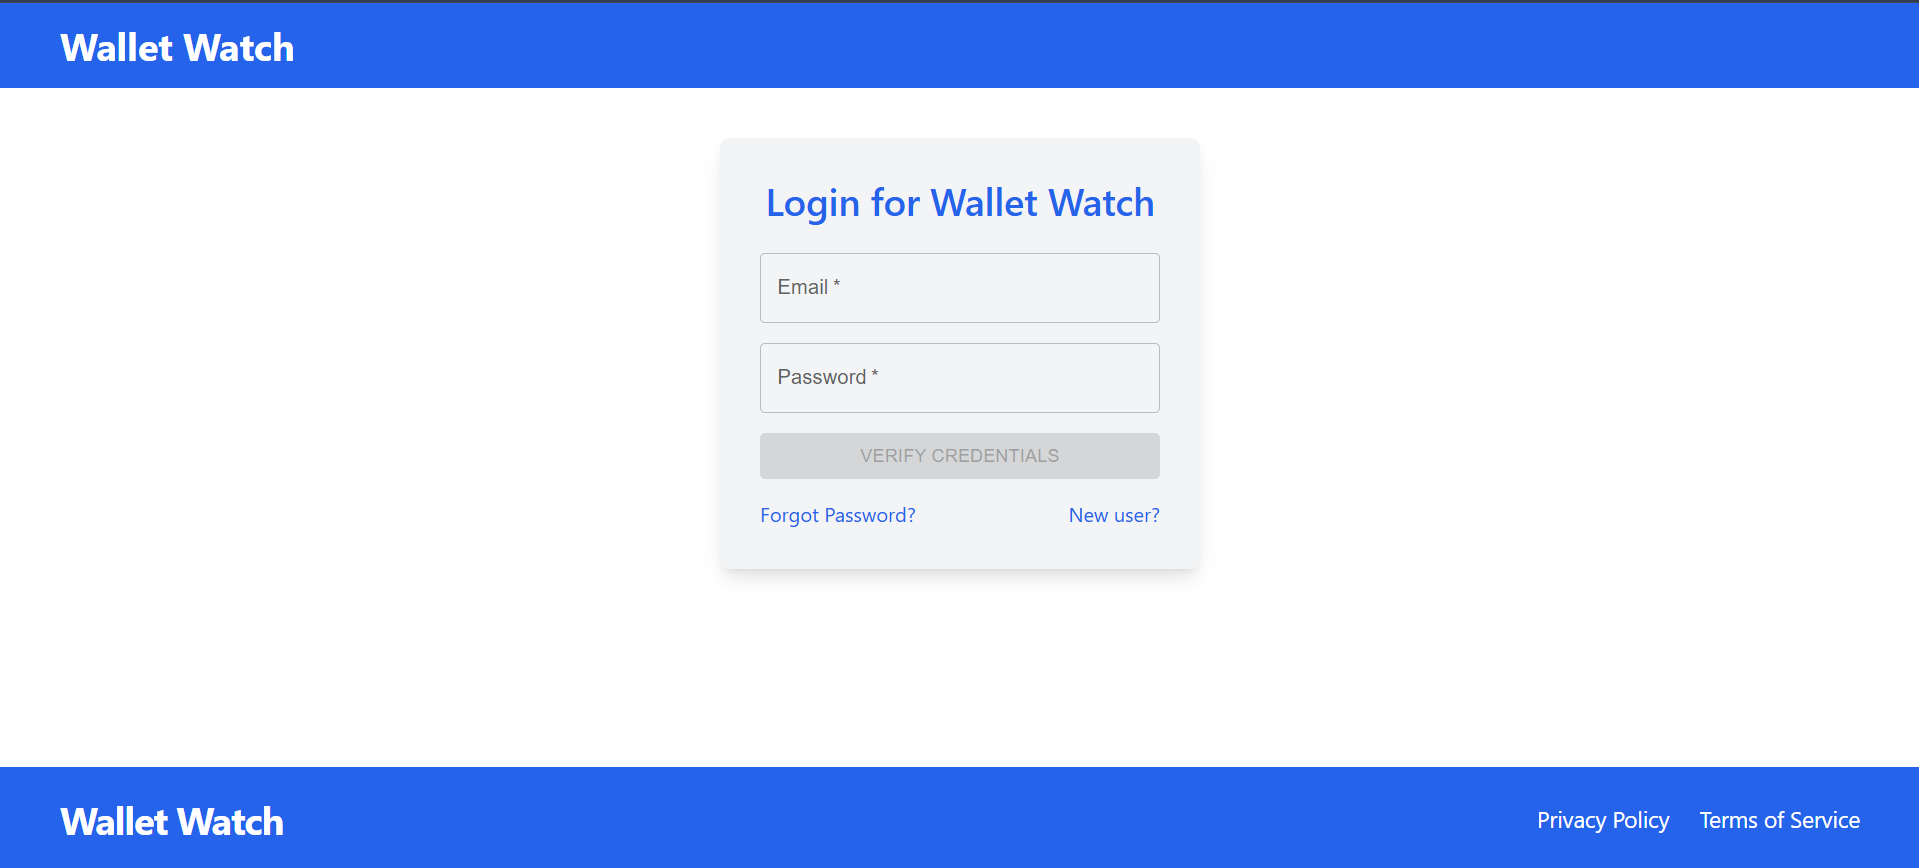 Wallet Watch
Login for Wallet Watch
Email *
Password *
VERIFY CREDENTIALS
Forgot Password? New user?
Wallet Watch Privacy Policy Terms of Service